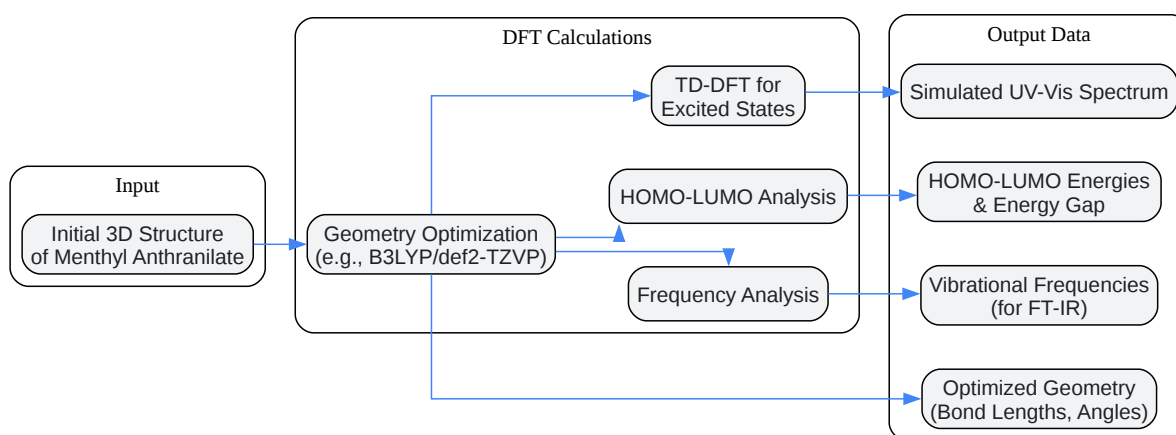 Input
Initial 3D Structure
of Menthyl Anthranilate
DFT Calculations
Geometry Optimization
(e.g., B3LYP/def2-TZVP)
TD-DFT for
Excited States
HOMO-LUMO Analysis
Frequency Analysis
Output Data
Simulated UV-Vis Spectrum
HOMO-LUMO Energies
& Energy Gap
Vibrational Frequencies
(for FT-IR)
Optimized Geometry
(Bond Lengths, Angles)